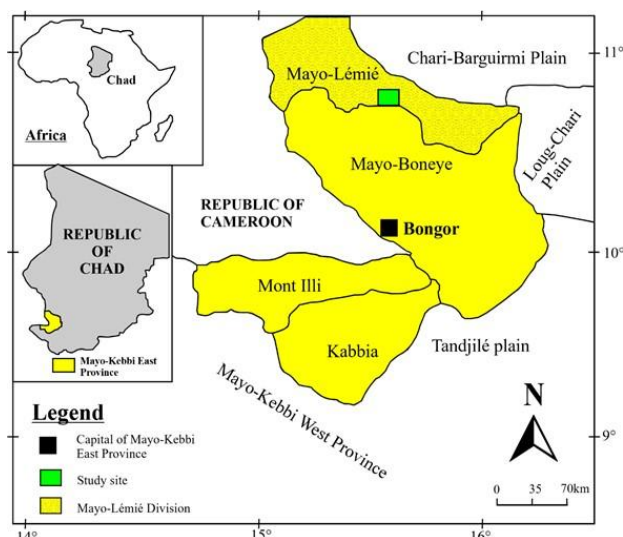 Chad
Africa
REPUBLIC
OF
CHAD
Mayo-Kebbi East
Province
11°
Chari-Barguirmi Plain
Mayo-Lémié
Loug-Chari
Plain
Mayo-Boneye
REPUBLIC OF
CAMEROON
Bongor
10°
Mont Illi
Kabbia
Tandjilé plain
Mayo-Kebbi West Province
Legend
Capital of Mayo-Kebbi
East Province
Study site
Mayo-Lémié Division
N
9°
0 35 70km
14° 15° 16°